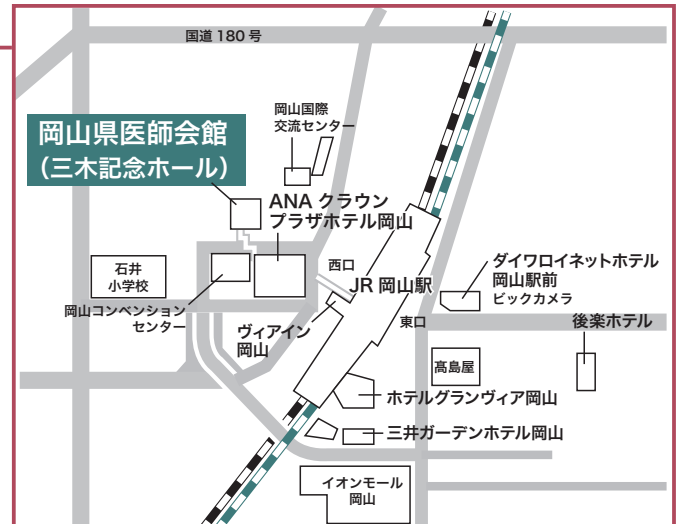 国道 180 号
岡山国際
交流センター
岡山県医師会館
（三木記念ホール）
ANA クラウン
プラザホテル岡山
石井
小学校
西口
JR 岡山駅
ダイワロイネットホテル
岡山駅前
ビックカメラ
岡山コンベンション
センター
ヴィアイン
岡山
東口
後楽ホテル
髙島屋
ホテルグランヴィア岡山
三井ガーデンホテル岡山
イオンモール
岡山